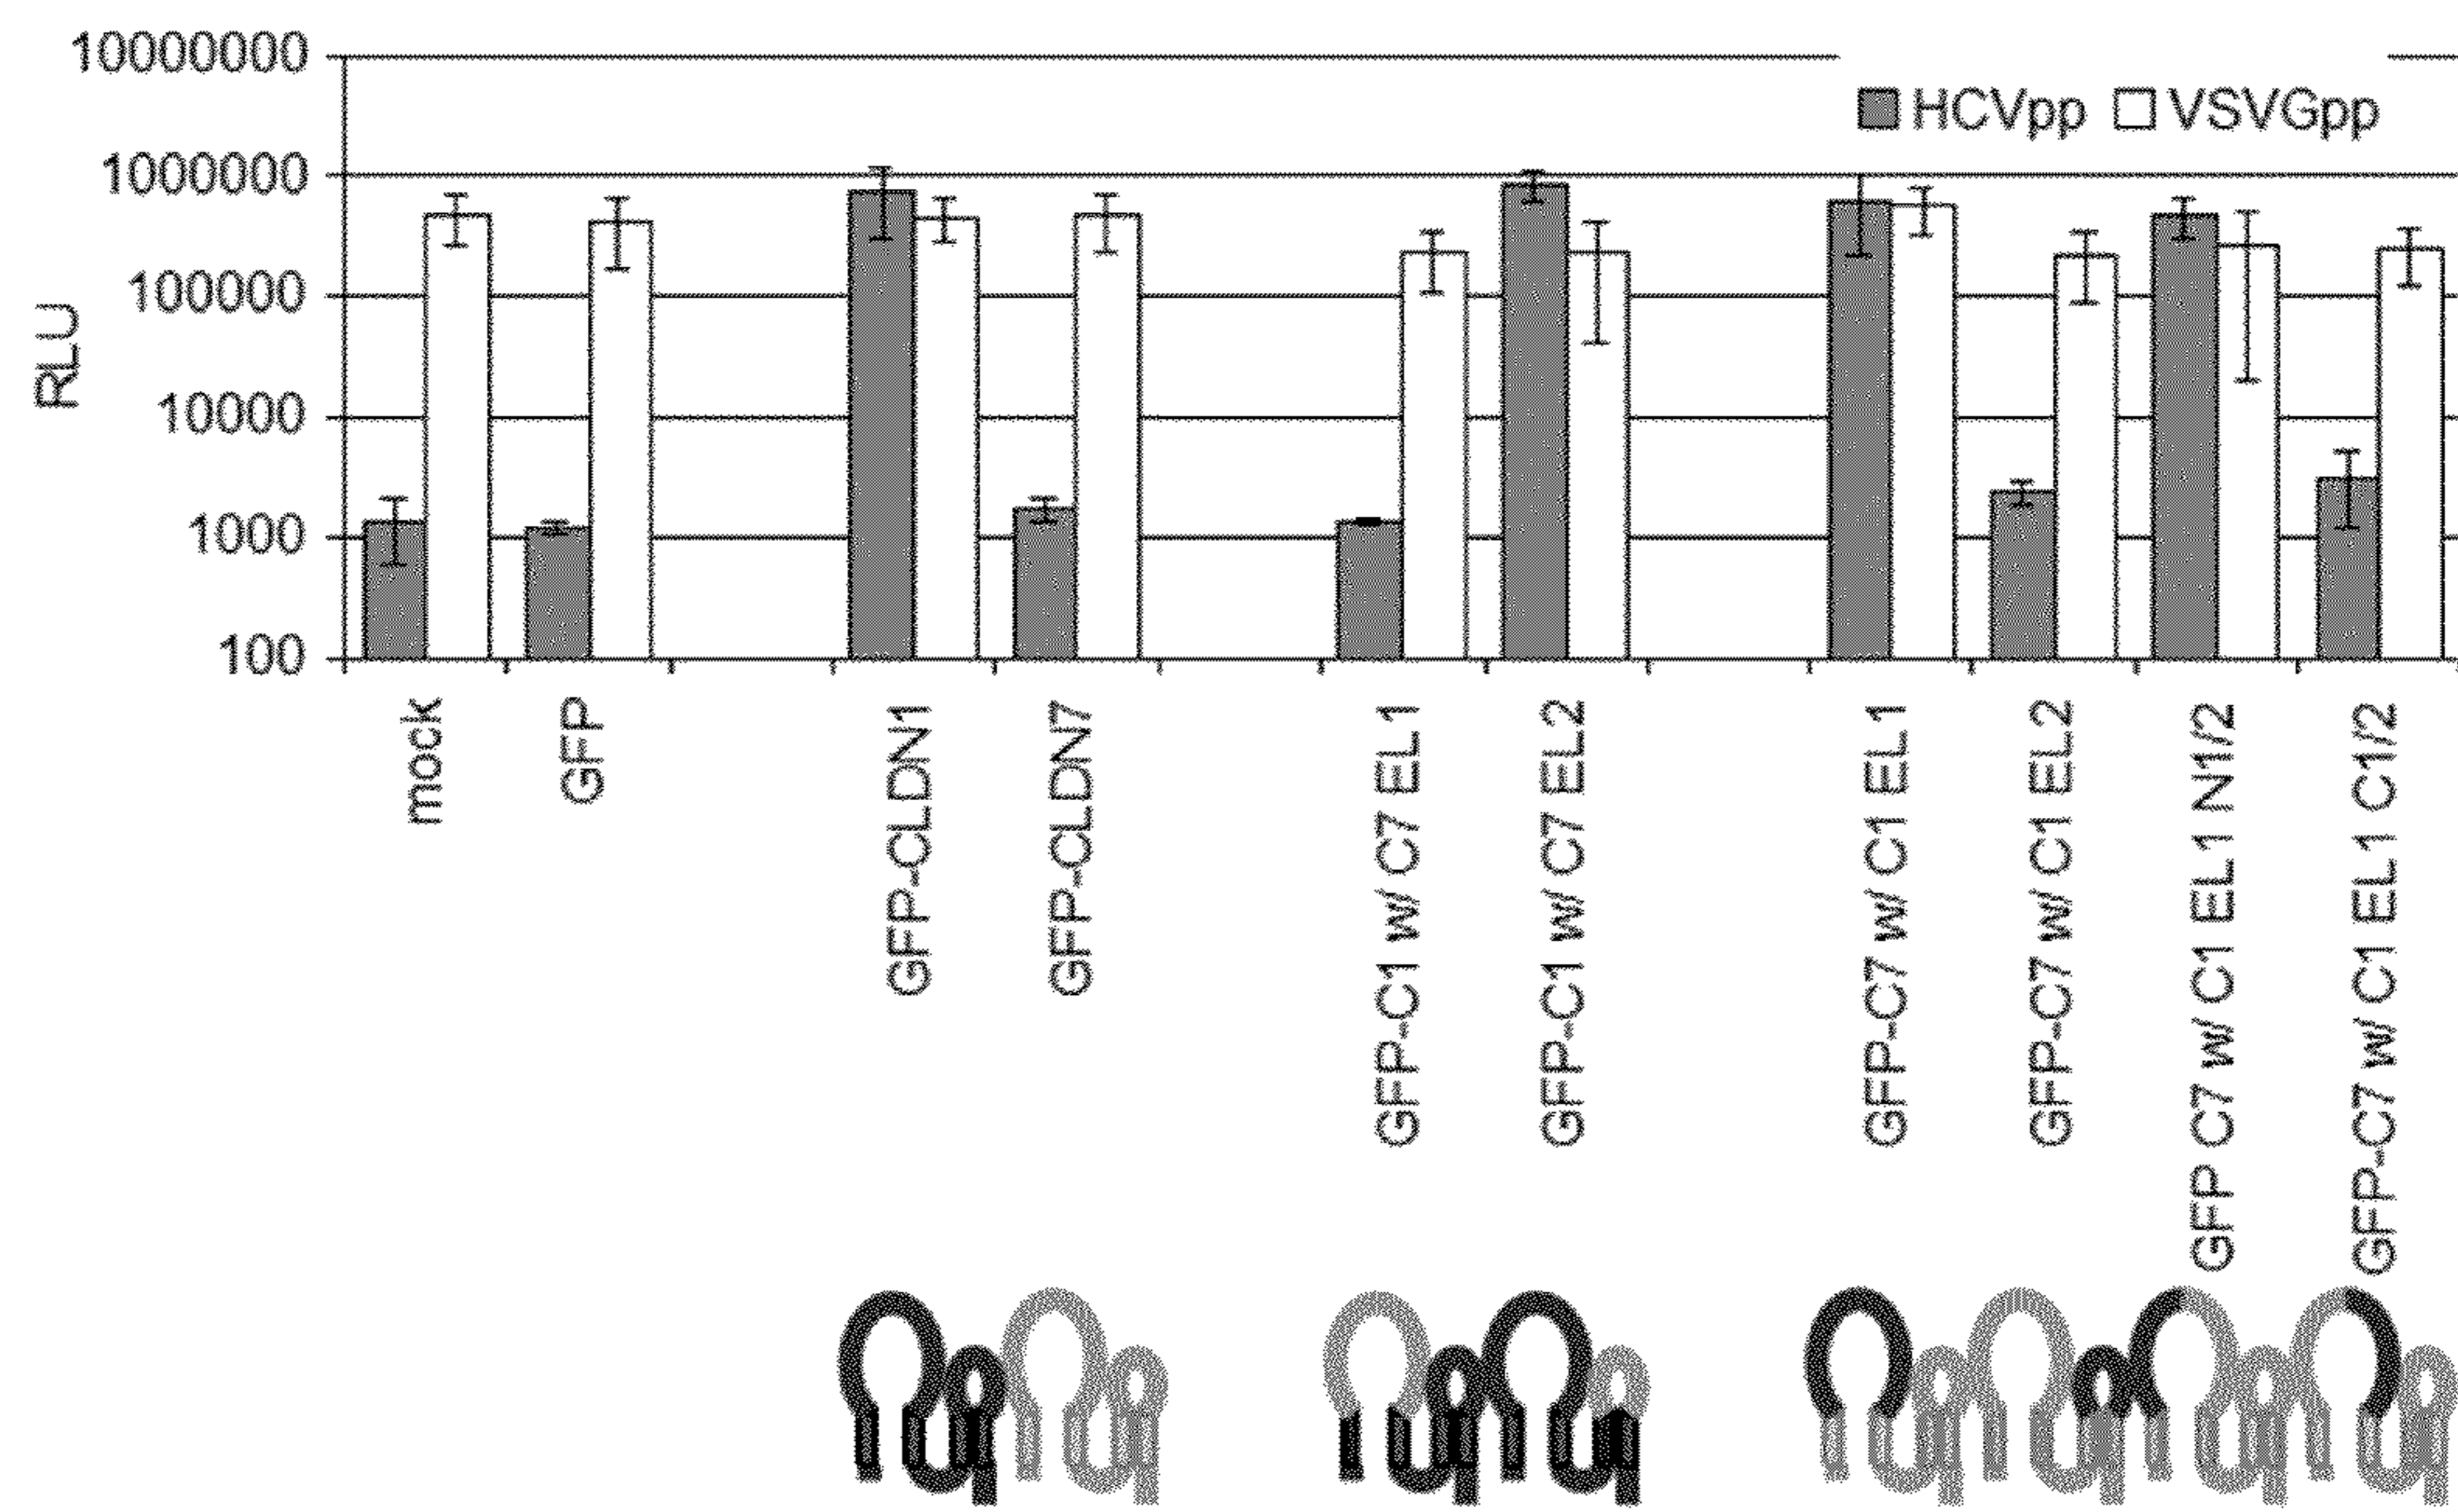 10000000
1000000
100000
10000
1000
100
RLU
HCVpp VSVGpp
mock
GFP
GFP-CLDN1
GFP-CLDN7
GFP-C1 w/ C7 EL1
GFP-C1 w/ C7 EL2
GFP-C7 w/ C1 EL1
GFP-C7 w/ C1 EL2
GFP C7 w/ C1 EL1 N1/2
GFP-C7 w/ C1 EL1 C1/2